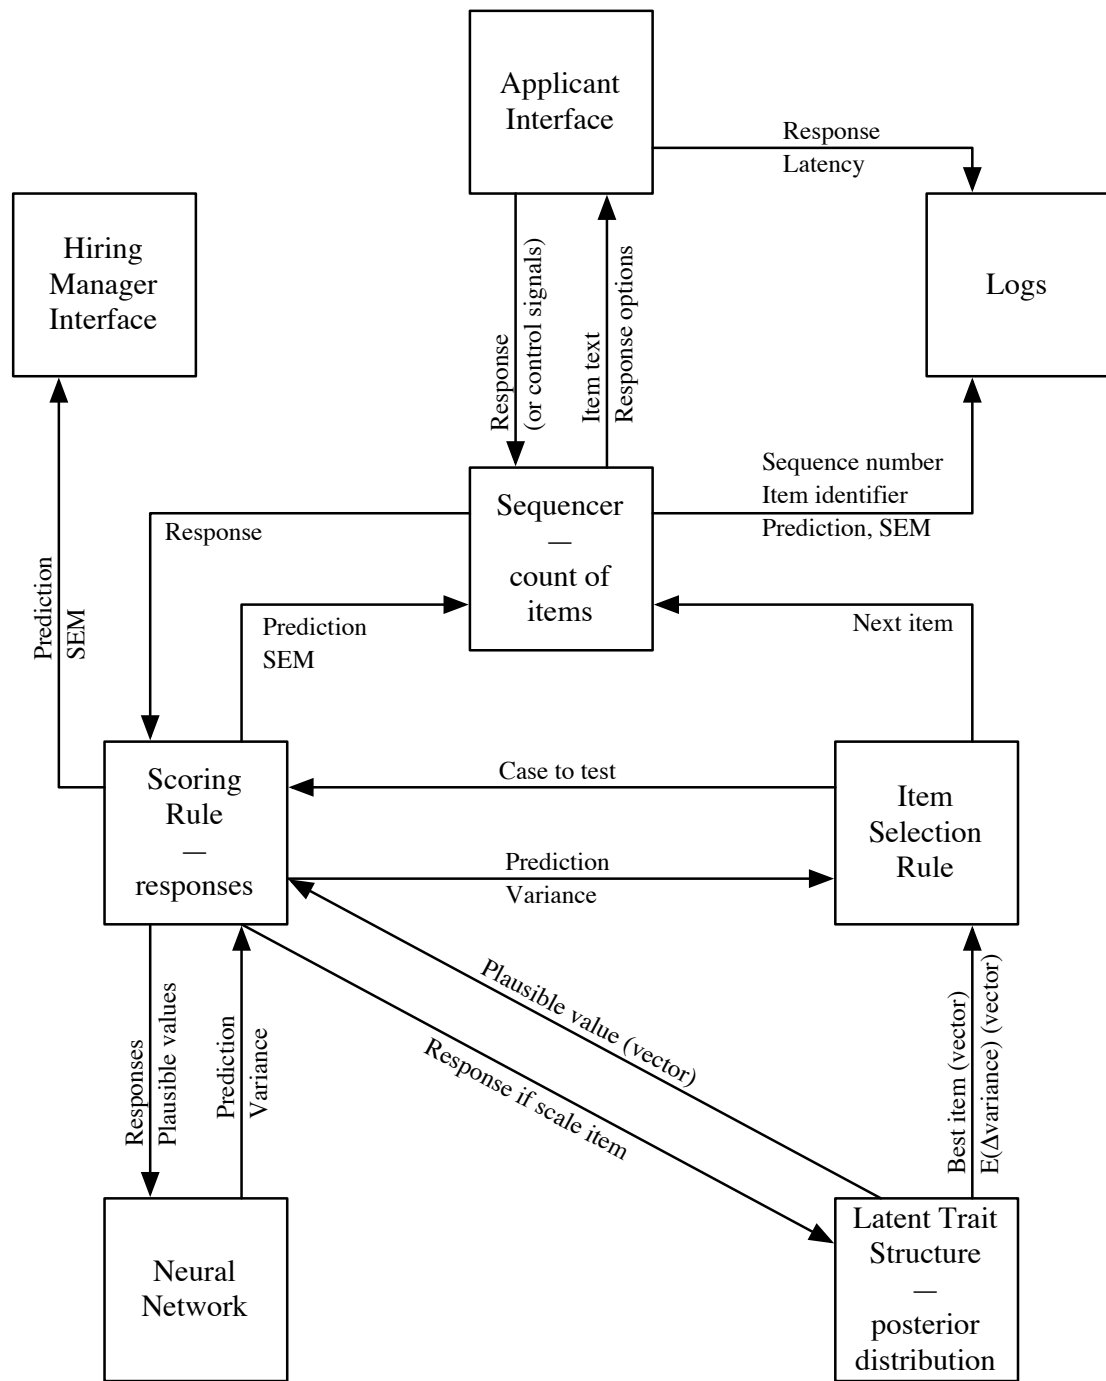 Applicant
Interface
Response
Latency
Hiring
Manager
Interface
Logs
Response
(or control signals)
Item text
Response options
Sequencer
—
count of
items
Sequence number
Item identifier
Prediction, SEM
Response
Prediction
SEM
Prediction
SEM
Next item
Scoring
Rule
—
responses
Case to test
Item
Selection
Rule
Prediction
Variance
Plausible value (vector)
Response if scale item
Responses
Plausible values
Prediction
Variance
Best item (vector)
E(Δvariance) (vector)
Neural
Network
Latent Trait
Structure
—
posterior
distribution